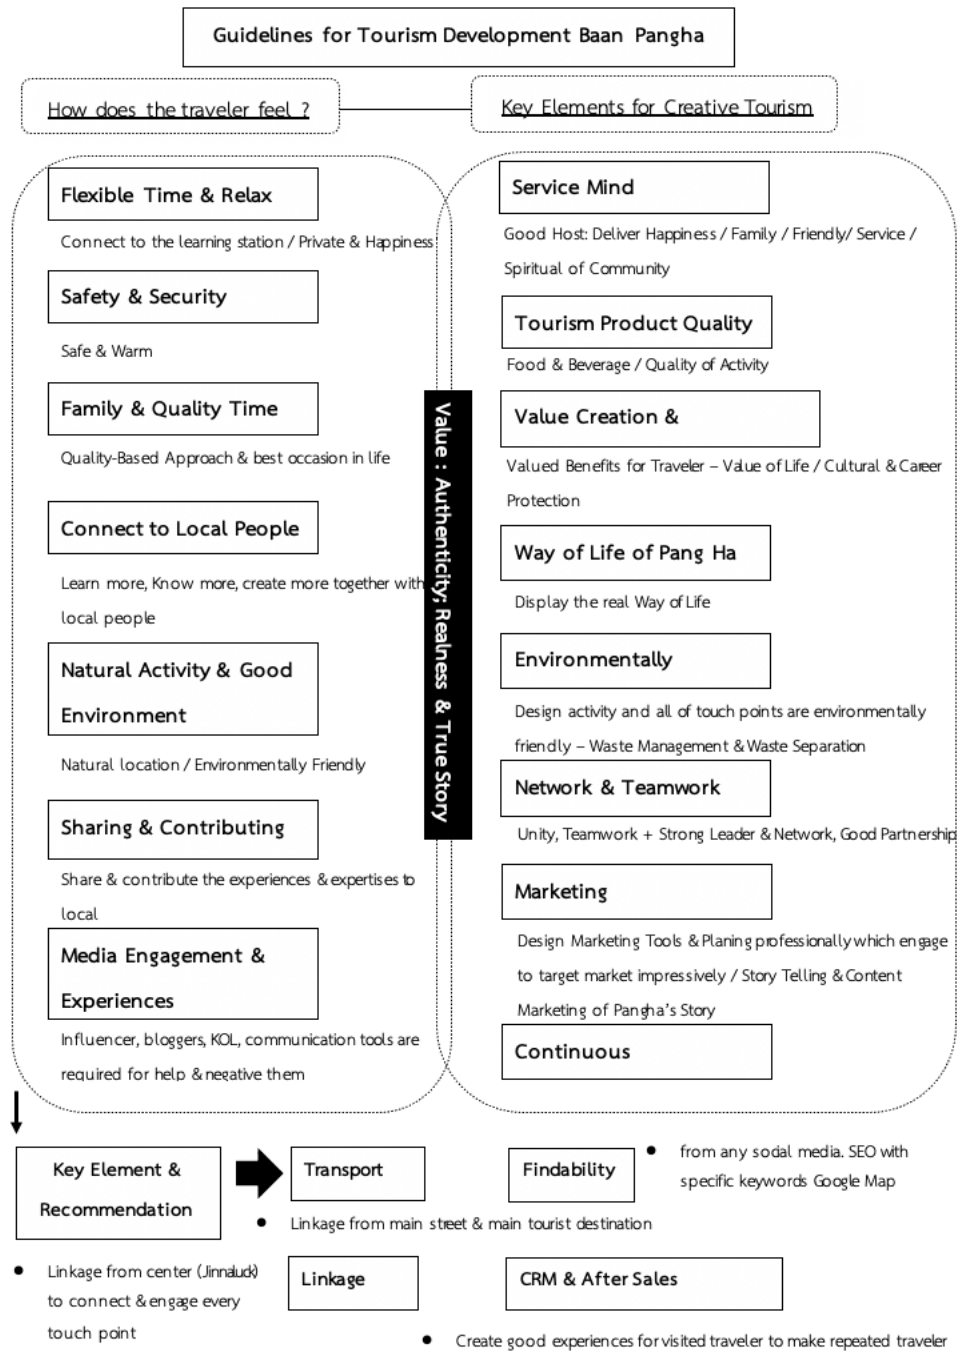 Guidelines for Tourism Development Baan Pangha
How does the traveler feel ?
Key Elements for Creative Tourism
Flexible Time & Relax
Connect to the learning station / Private & Happiness
Safety & Security
Safe & Warm
Family & Quality Time
Quality-Based Approach & best occasion in life
Connect to Local People
Learn more, Know more, create more together with
local people
Natural Activity & Good
Environment
Natural location / Environmentally Friendly
Sharing & Contributing
Share & contribute the experiences & expertises to
local
Media Engagement &
Experiences
Influencer, bloggers, KOL, communication tools are
required for help & negative them
Value : Authenticity; Realness & True Story
Service Mind
Good Host: Deliver Happiness / Family / Friendly/ Service /
Spiritual of Community
Tourism Product Quality
Food & Beverage / Quality of Activity
Value Creation &
Valued Benefits for Traveler – Value of Life / Cultural & Career
Protection
Way of Life of Pang Ha
Display the real Way of Life
Environmentally
Design activity and all of touch points are environmentally
friendly – Waste Management & Waste Separation
Network & Teamwork
Unity, Teamwork + Strong Leader & Network, Good Partnership
Marketing
Design Marketing Tools & Planing professionally which engage
to target market impressively / Story Telling & Content
Marketing of Pangha's Story
Continuous
Key Element &
Recommendation
• Linkage from center (Jinnaluck)
to connect & engage every
touch point
Transport
• Linkage from main street & main tourist destination
Findability
• from any social media. SEO with
specific keywords Google Map
Linkage
CRM & After Sales
• Create good experiences for visited traveler to make repeated traveler